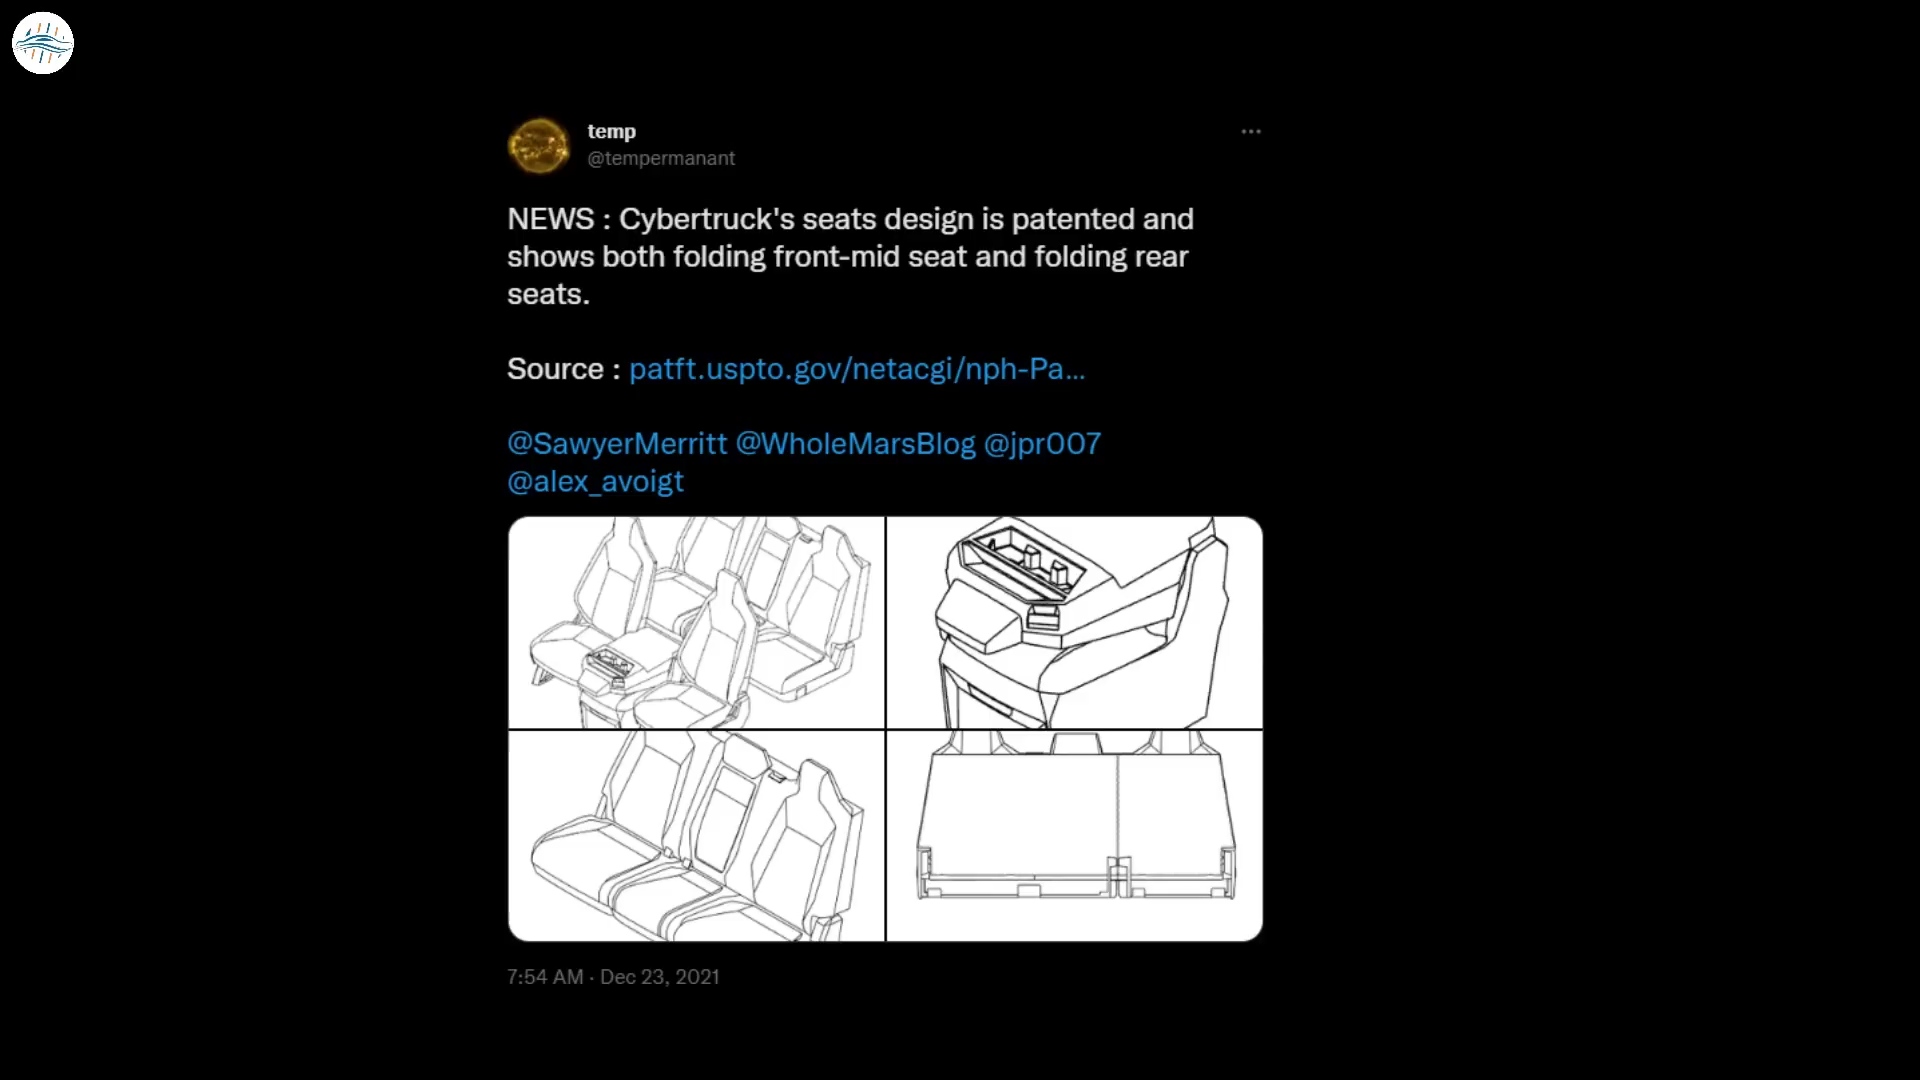 temp
@tempermanant
NEWS : Cybertruck's seats design is patented and
shows both folding front-mid seat and folding rear
seats.
Source : patft.uspto.gov/netacgi/nph-Pa...
@SawyerMerritt @WholeMarsBlog @jpr007
@alex_avoigt
7:54 AM · Dec 23, 2021